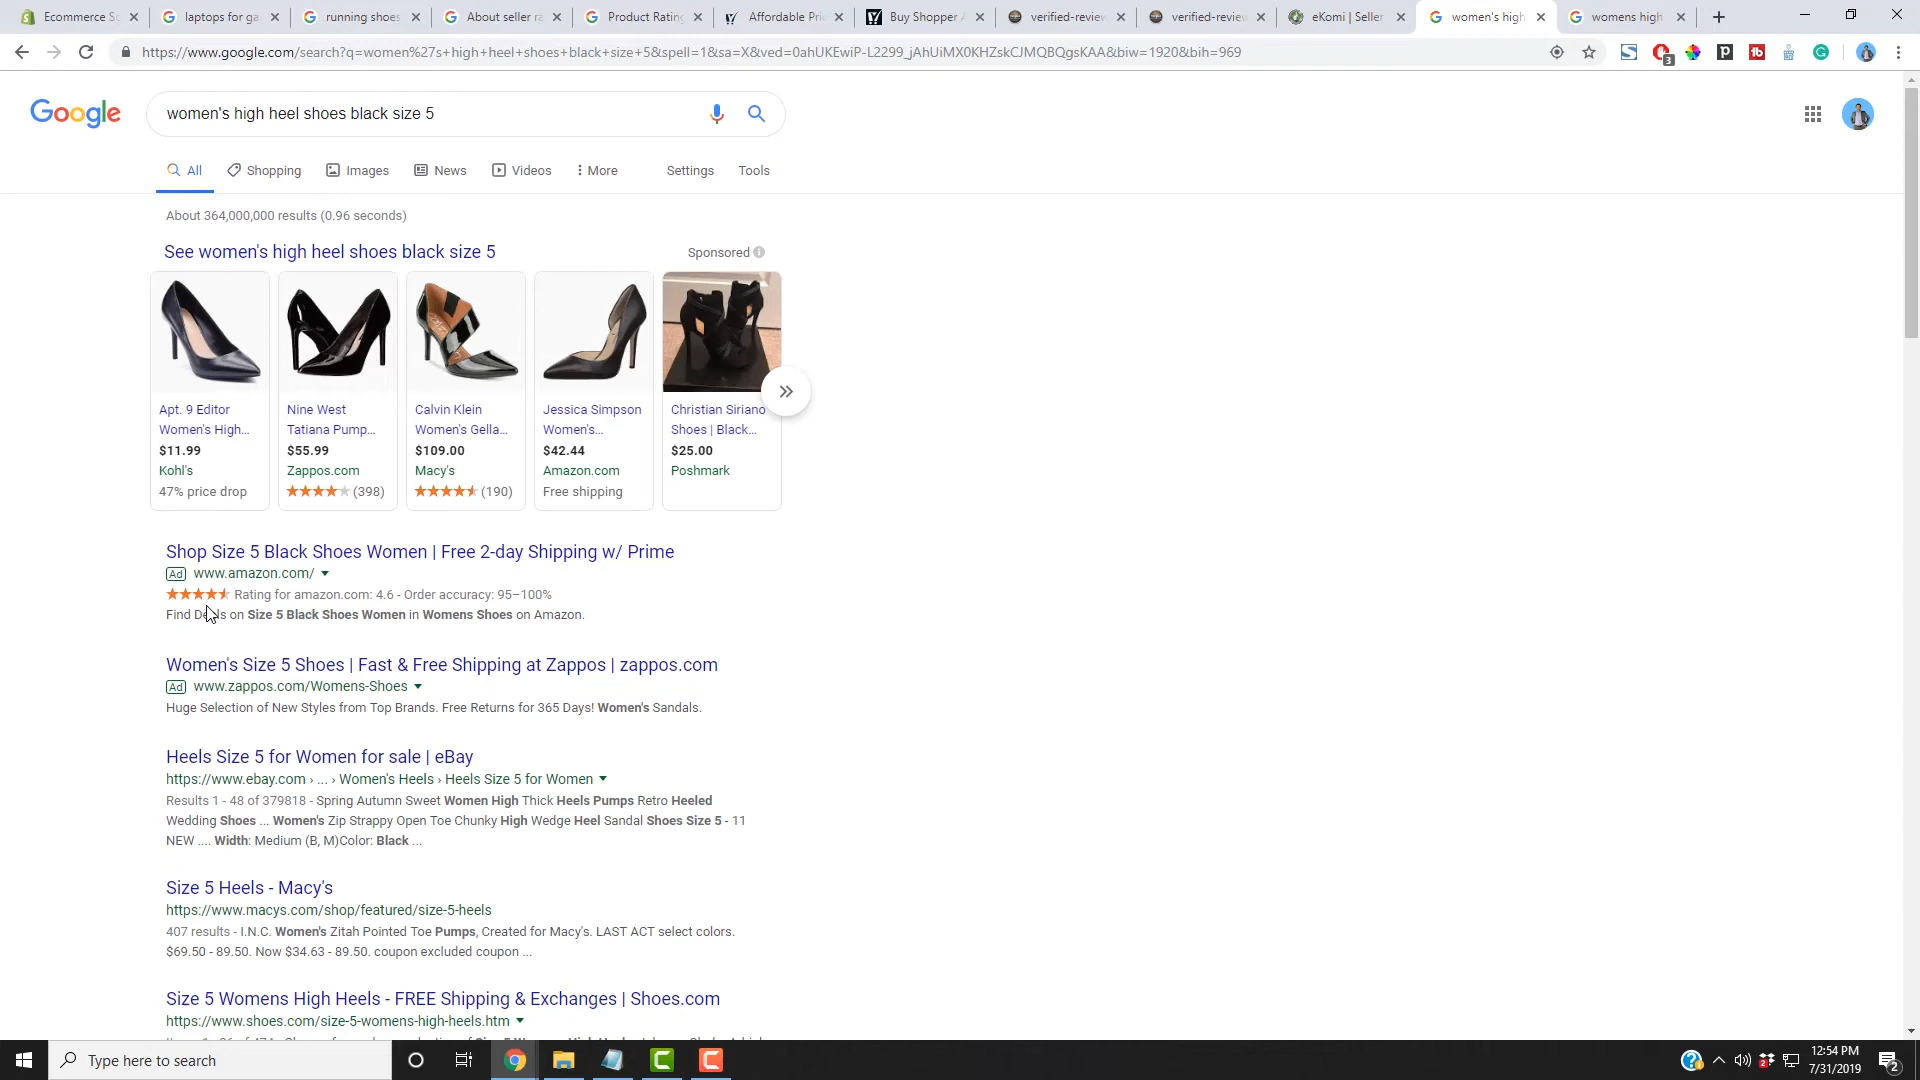 Ecommerce Sc
laptops for ga
running shoes
About seller ra
Product Rating
Affordable Pri
Buy Shopper A
verified-review
verified-review
eKomi | Seller
women's high
womens high
https://www.google.com/search?q=women%27s+high+heel+shoes+black+size+5&spell=1&sa=X&ved=0ahUKEwiP-L2299_jAhUiMX0KHZskCJMQBQgsKAA&biw=1920&bih=969
3
Google
women's high heel shoes black size 5
All
Shopping
Images
News
Videos
More
Settings
Tools
About 364,000,000 results (0.96 seconds)
See women's high heel shoes black size 5
Sponsored
Apt. 9 Editor
Women's High...
$11.99
Kohl's
47% price drop
Nine West
Tatiana Pump...
$55.99
Zappos.com
(398)
Calvin Klein
Women's Gella...
$109.00
Macy's
(190)
Jessica Simpson
Women's...
$42.44
Amazon.com
Free shipping
Christian Siriano
Shoes | Black...
$25.00
Poshmark
Shop Size 5 Black Shoes Women | Free 2-day Shipping w/ Prime
Ad www.amazon.com/
Rating for amazon.com: 4.6 - Order accuracy: 95–100%
Find Deals on Size 5 Black Shoes Women in Womens Shoes on Amazon.
Women's Size 5 Shoes | Fast & Free Shipping at Zappos | zappos.com
Ad www.zappos.com/Womens-Shoes
Huge Selection of New Styles from Top Brands. Free Returns for 365 Days! Women's Sandals.
Heels Size 5 for Women for sale | eBay
https://www.ebay.com › ... › Women's Heels › Heels Size 5 for Women
Results 1 - 48 of 379818 - Spring Autumn Sweet Women High Thick Heels Pumps Retro Heeled
Wedding Shoes ... Women's Zip Strappy Open Toe Chunky High Wedge Heel Sandal Shoes Size 5 - 11
NEW .... Width: Medium (B, M)Color: Black ...
Size 5 Heels - Macy's
https://www.macys.com/shop/featured/size-5-heels
407 results - I.N.C. Women's Zitah Pointed Toe Pumps, Created for Macy's. LAST ACT select colors.
$69.50 - 89.50. Now $34.63 - 89.50. coupon excluded coupon ...
Size 5 Womens High Heels - FREE Shipping & Exchanges | Shoes.com
https://www.shoes.com/size-5-womens-high-heels.htm
Type here to search
12:54 PM
7/31/2019
2